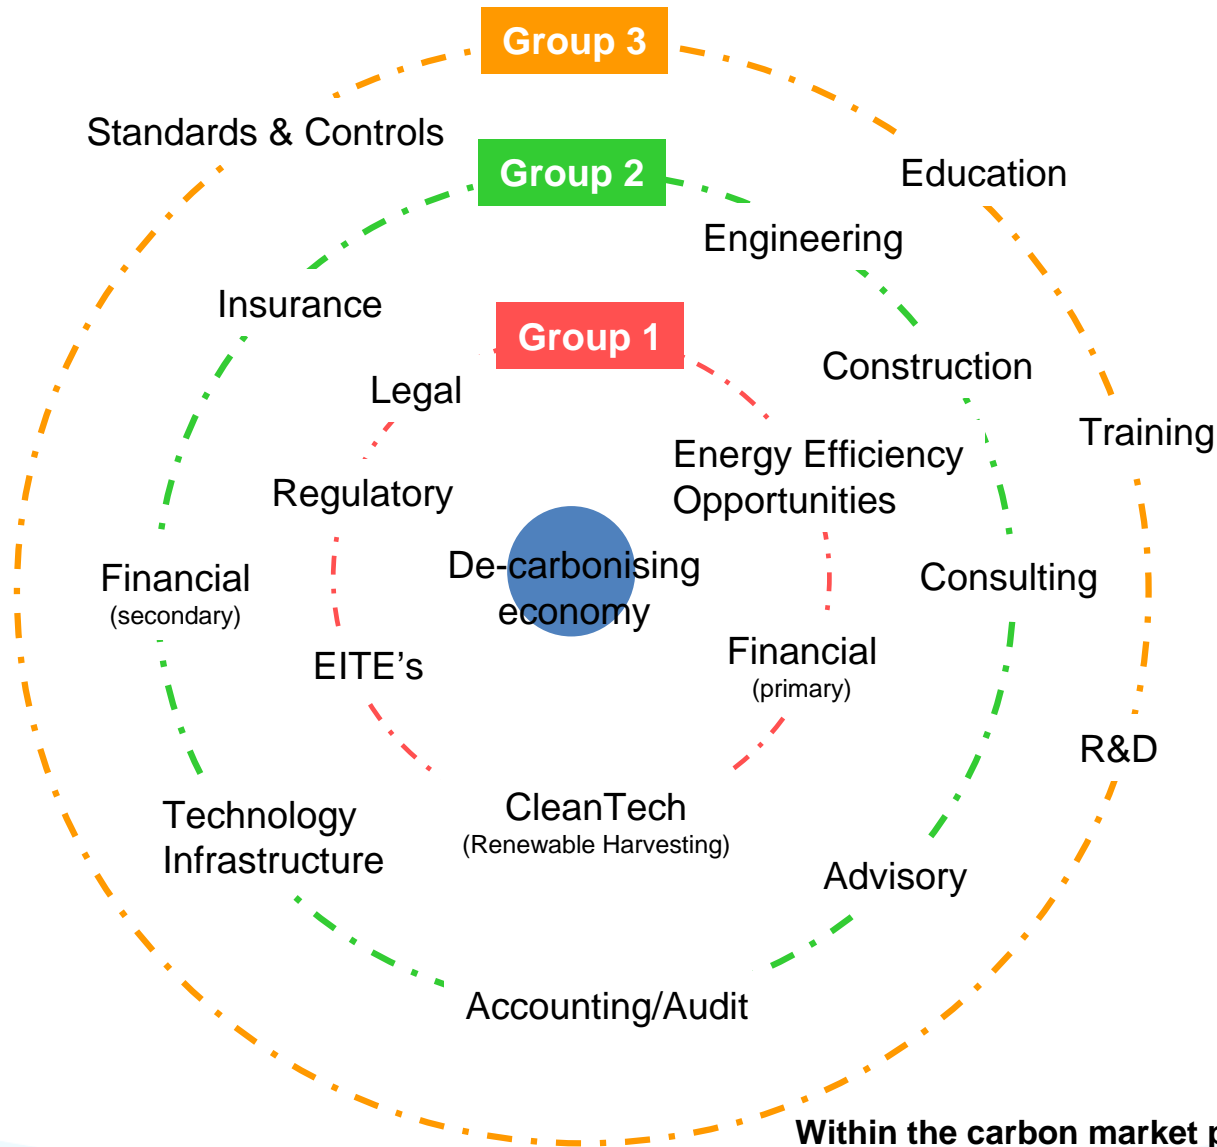 Group 3
Standards & Controls
Group 2
Education
Engineering
Insurance
Group 1
Construction
Legal
Training
Energy Efficiency
Opportunities
Regulatory
De-carbonising
economy
Financial
(secondary)
Consulting
EITE's
Financial
(primary)
R&D
CleanTech
(Renewable Harvesting)
Technology
Infrastructure
Advisory
Accounting/Audit
Within the carbon market